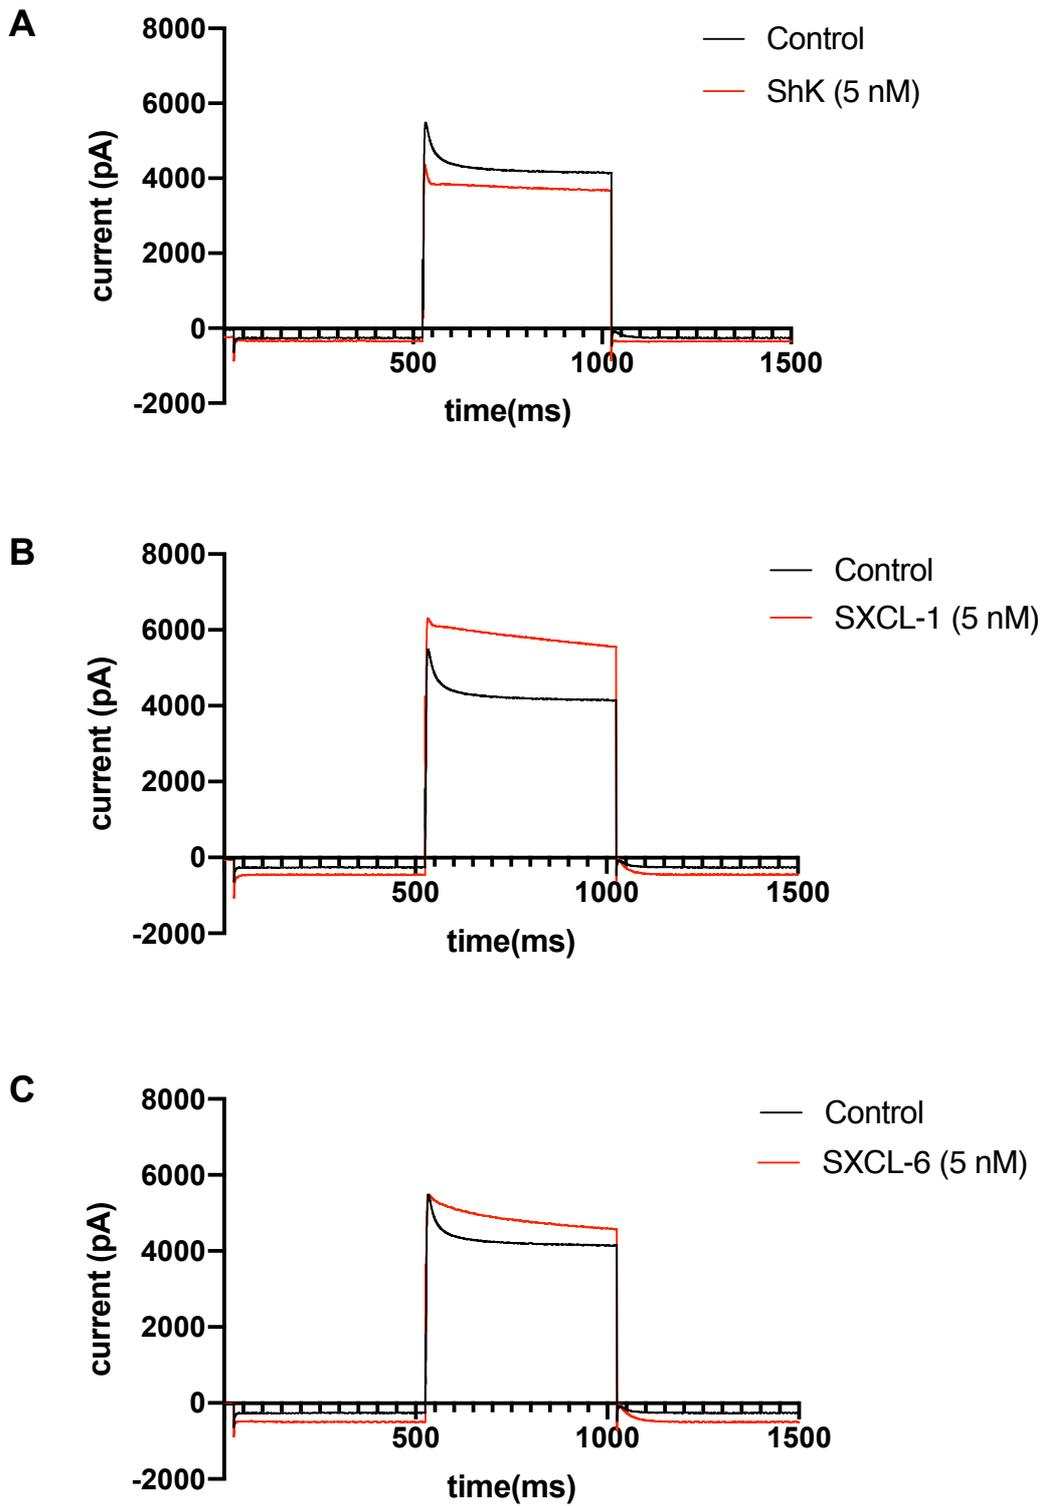 A
8000
6000
4000
2000
0
-2000
current (pA)
500
1000
1500
time(ms)
Control
ShK (5 nM)
B
8000
6000
4000
2000
0
-2000
current (pA)
500
1000
1500
time(ms)
Control
SXCL-1 (5 nM)
C
8000
6000
4000
2000
0
-2000
current (pA)
500
1000
1500
time(ms)
Control
SXCL-6 (5 nM)